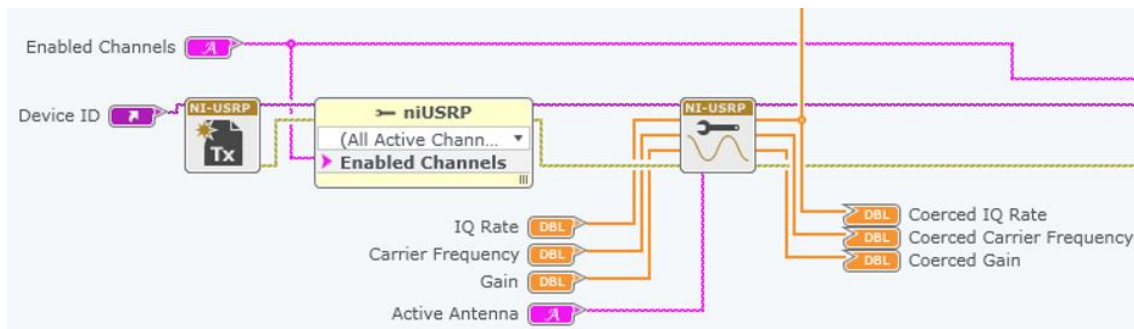 Enabled Channels
Device ID
NI-USRP
Tx
niUSRP
(All Active Chann...
Enabled Channels
NI-USRP
IQ Rate DBL
Carrier Frequency DBL
Gain DBL
Active Antenna A
A
DBL Coerced IQ Rate
DBL Coerced Carrier Frequency
DBL Coerced Gain